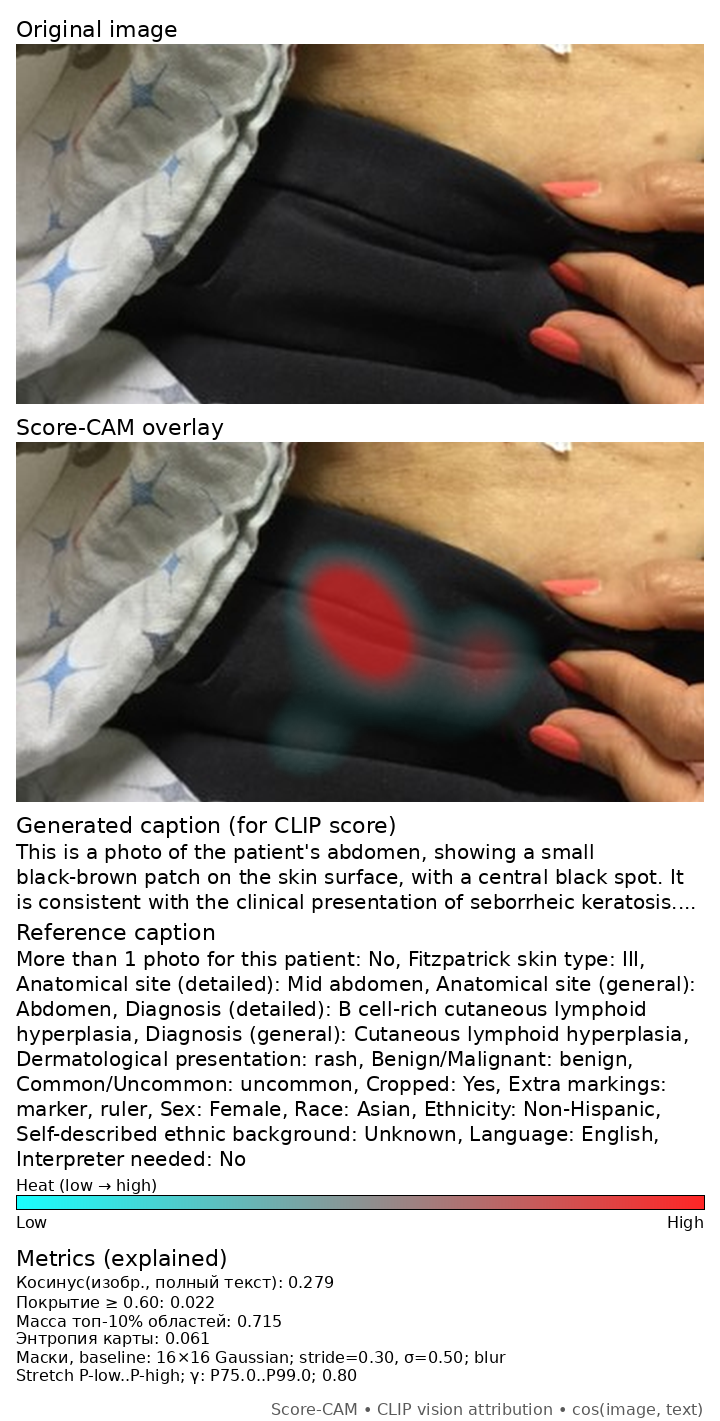 Original image
Score-CAM overlay
Generated caption (for CLIP score)
This is a photo of the patient's abdomen, showing a small
black-brown patch on the skin surface, with a central black spot. It
is consistent with the clinical presentation of seborrheic keratosis....
Reference caption
More than 1 photo for this patient: No, Fitzpatrick skin type: III,
Anatomical site (detailed): Mid abdomen, Anatomical site (general):
Abdomen, Diagnosis (detailed): B cell-rich cutaneous lymphoid
hyperplasia, Diagnosis (general): Cutaneous lymphoid hyperplasia,
Dermatological presentation: rash, Benign/Malignant: benign,
Common/Uncommon: uncommon, Cropped: Yes, Extra markings:
marker, ruler, Sex: Female, Race: Asian, Ethnicity: Non-Hispanic,
Self-described ethnic background: Unknown, Language: English,
Interpreter needed: No
Heat (low → high)
Low High
Metrics (explained)
Косинус(изобр., полный текст): 0.279
Покрытие ≥ 0.60: 0.022
Масса топ-10% областей: 0.715
Энтропия карты: 0.061
Маски, baseline: 16×16 Gaussian; stride=0.30, σ=0.50; blur
Stretch P-low..P-high; γ: P75.0..P99.0; 0.80
Score-CAM • CLIP vision attribution • cos(image, text)